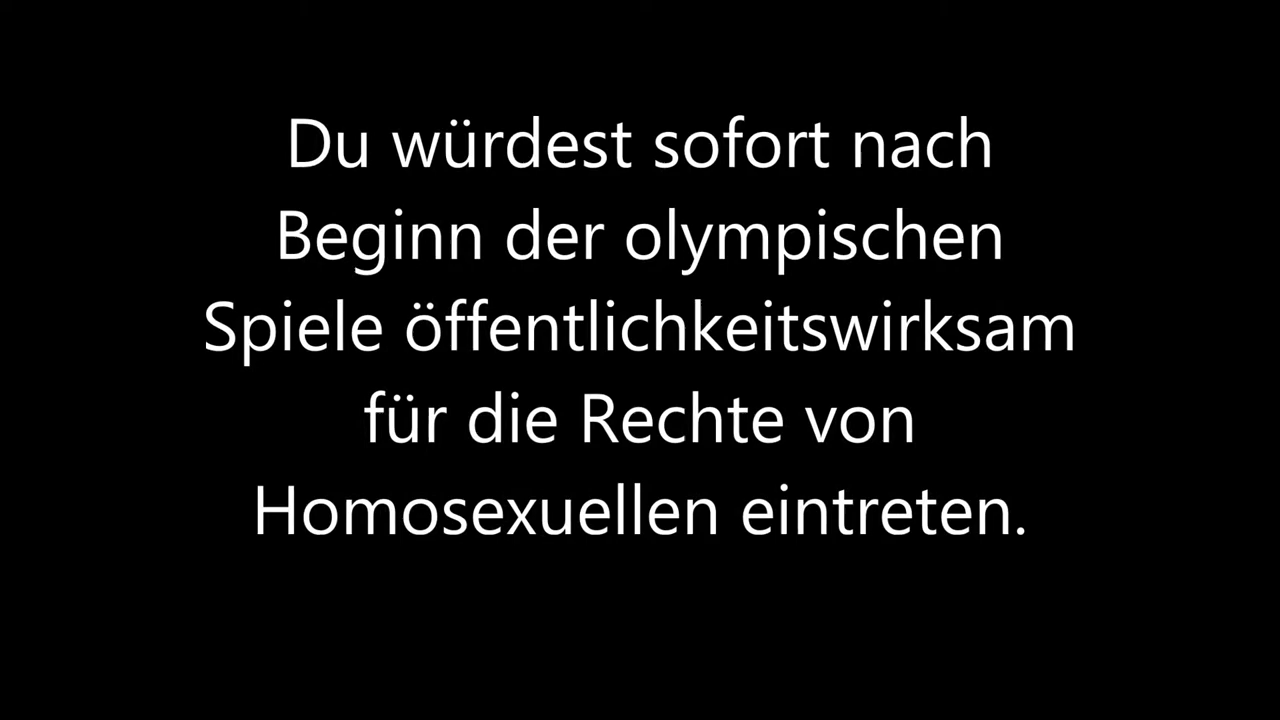 Du würdest sofort nach
Beginn der olympischen
Spiele öffentlichkeitswirksam
für die Rechte von
Homosexuellen eintreten.